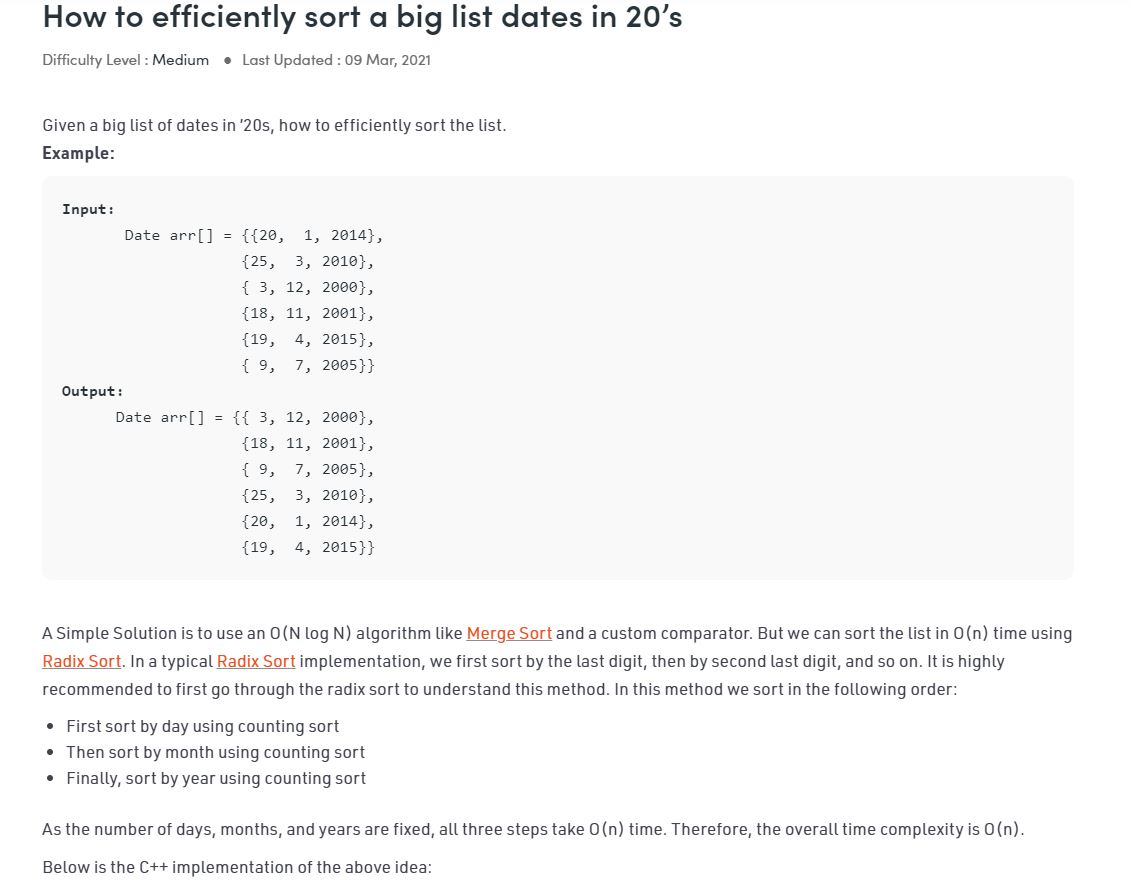 How to efficiently sort a big list dates in 20’s
Difficulty Level : Medium ● Last Updated : 09 Mar, 2021
Given a big list of dates in ’20s, how to efficiently sort the list.
Example:
Input:
Date arr[] = {{20, 1, 2014},
{25, 3, 2010},
{ 3, 12, 2000},
{18, 11, 2001},
{19, 4, 2015},
{ 9, 7, 2005}}
Output:
Date arr[] = {{ 3, 12, 2000},
{18, 11, 2001},
{ 9, 7, 2005},
{25, 3, 2010},
{20, 1, 2014},
{19, 4, 2015}}
A Simple Solution is to use an O(N log N) algorithm like Merge Sort and a custom comparator. But we can sort the list in O(n) time using
Radix Sort. In a typical Radix Sort implementation, we first sort by the last digit, then by second last digit, and so on. It is highly
recommended to first go through the radix sort to understand this method. In this method we sort in the following order:
• First sort by day using counting sort
• Then sort by month using counting sort
• Finally, sort by year using counting sort
As the number of days, months, and years are fixed, all three steps take O(n) time. Therefore, the overall time complexity is O(n).
Below is the C++ implementation of the above idea: